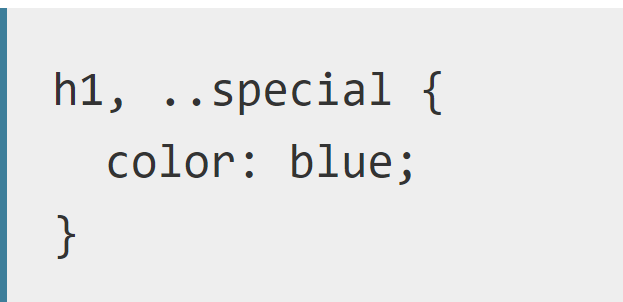 h1, ..special {
  color: blue;
}